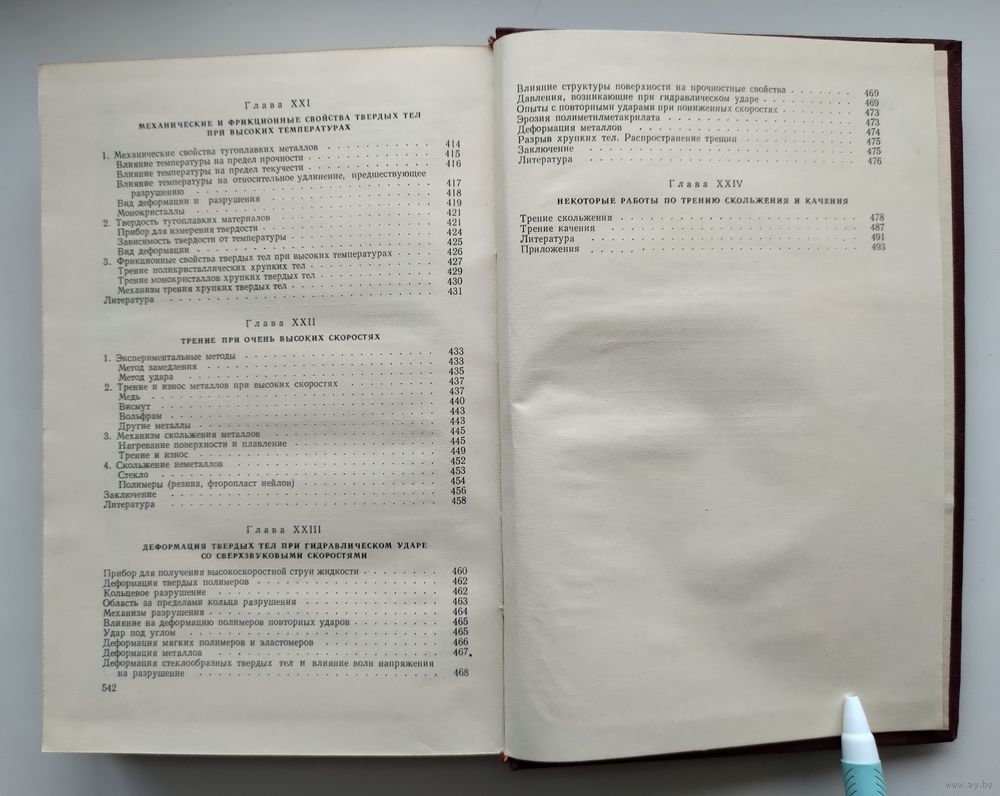 Глава XXI
МЕХАНИЧЕСКИЕ И ФРИКЦИОННЫЕ СВОЙСТВА ТВЕРДЫХ ТЕЛ
ПРИ ВЫСОКИХ ТЕМПЕРАТУРАХ
1. Механические свойства тугоплавких металлов 414
Влияние температуры на предел прочности 415
Влияние температуры на предел текучести 416
Влияние температуры на относительное удлинение, предшествующее
разрушению 417
Вид деформации и разрушения 418
Монокристаллы 419
2. Твердость тугоплавких материалов 421
Прибор для измерения твердости 421
Зависимость твердости от температуры 424
Вид деформации 425
3. Фрикционные свойства твердых тел при высоких температурах 426
Трение поликристаллических хрупких тел 427
Трение монокристаллов хрупких твердых тел 429
Механизм трения хрупких твердых тел 430
Литература 431
Глава XXII
ТРЕНИЕ ПРИ ОЧЕНЬ ВЫСОКИХ СКОРОСТЯХ
1. Экспериментальные методы 433
Метод замедления 433
Метод удара 435
2. Трение и износ металлов при высоких скоростях 437
Медь 437
Висмут 440
Вольфрам 443
Другие металлы 443
3. Механизм скольжения металлов 445
Нагревание поверхности и плавление 445
Трение и износ 449
4. Скольжение неметаллов 452
Стекло 453
Полимеры (резина, фторопласт нейлон) 454
Заключение 456
Литература 458
Глава XXIII
ДЕФОРМАЦИЯ ТВЕРДЫХ ТЕЛ ПРИ ГИДРАВЛИЧЕСКОМ УДАРЕ
СО СВЕРХЗВУКОВЫМИ СКОРОСТЯМИ
Прибор для получения высокоскоростной струи жидкости 460
Деформация твердых полимеров 462
Кольцевое разрушение 462
Область за пределами кольца разрушения 463
Механизм разрушения 464
Влияние на деформацию полимеров повторных ударов 465
Удар под углом 465
Деформация мягких полимеров и эластомеров 466
Деформация металлов 467
Деформация стеклообразных твердых тел и влияние волн напряжения
на разрушение 468
542
Влияние структуры поверхности на прочностные свойства 469
Давления, возникающие при гидравлическом ударе 469
Опыты с повторными ударами при пониженных скоростях 473
Эрозия полиметилметакрилата 473
Деформация металлов 474
Разрыв хрупких тел. Распространение трещин 475
Заключение 475
Литература 476
Глава XXIV
НЕКОТОРЫЕ РАБОТЫ ПО ТРЕНИЮ СКОЛЬЖЕНИЯ И КАЧЕНИЯ
Трение скольжения 478
Трение качения 487
Литература 491
Приложения 493
www.ay.by